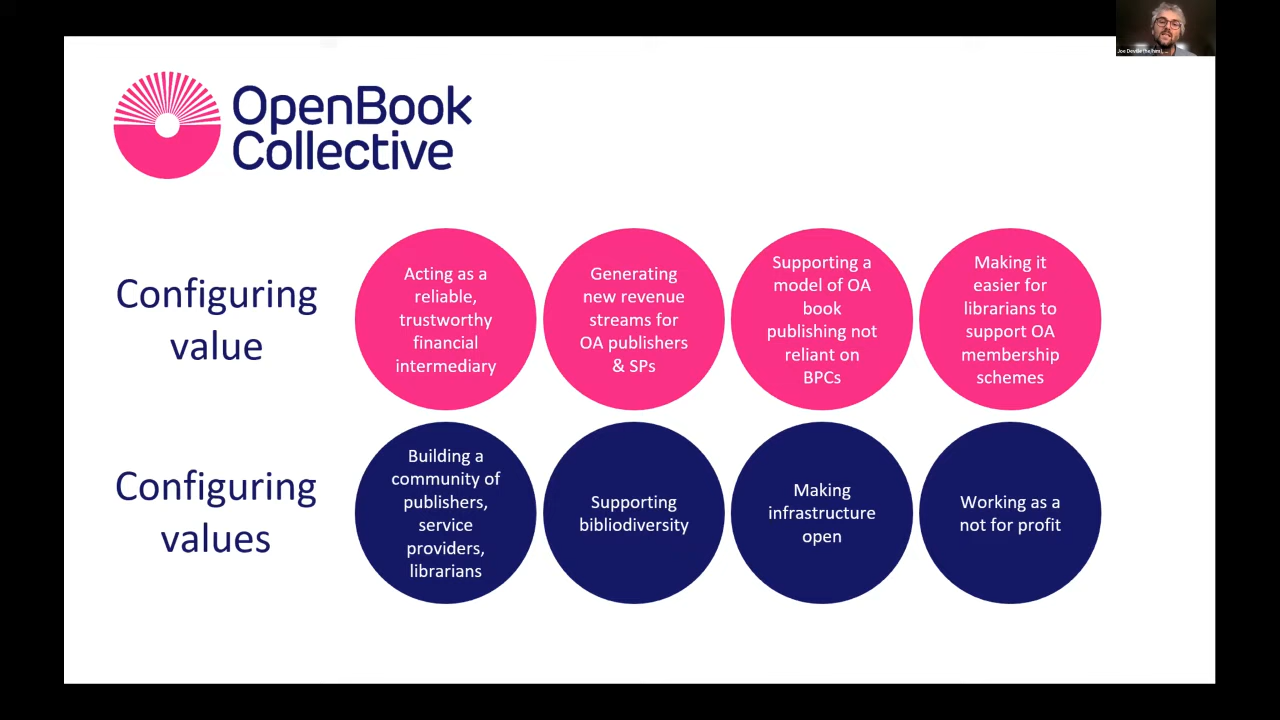 OpenBook
Collective
Configuring
value
Acting as a
reliable,
trustworthy
financial
intermediary
Generating
new revenue
streams for
OA publishers
& SPs
Supporting a
model of OA
book
publishing not
reliant on
BPCs
Making it
easier for
librarians to
support OA
membership
schemes
Configuring
values
Building a
community of
publishers,
service
providers,
librarians
Supporting
bibliodiversity
Making
infrastructure
open
Working as a
not for profit
Joe Deville